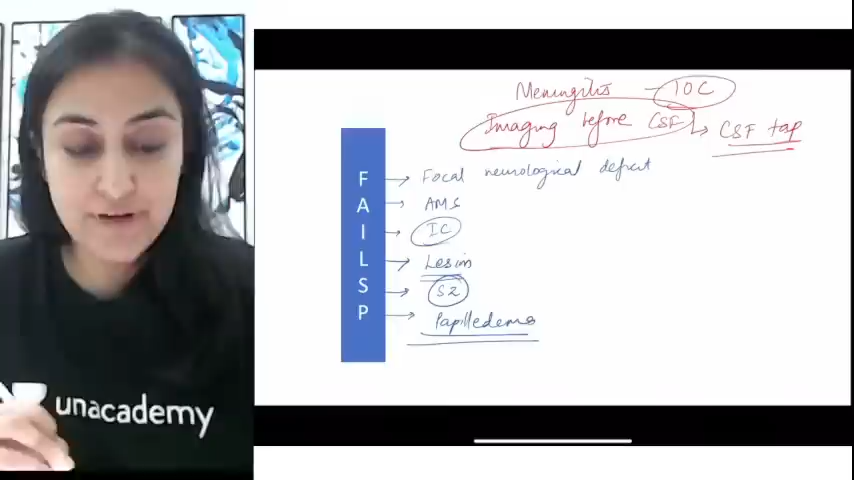 Meningitis - IOC
Imaging before CSF → CSF tap
F → Focal neurological deficit
A → AMS
I → IC
L → Lesion
S → SZ
P → Papilledema
unacademy